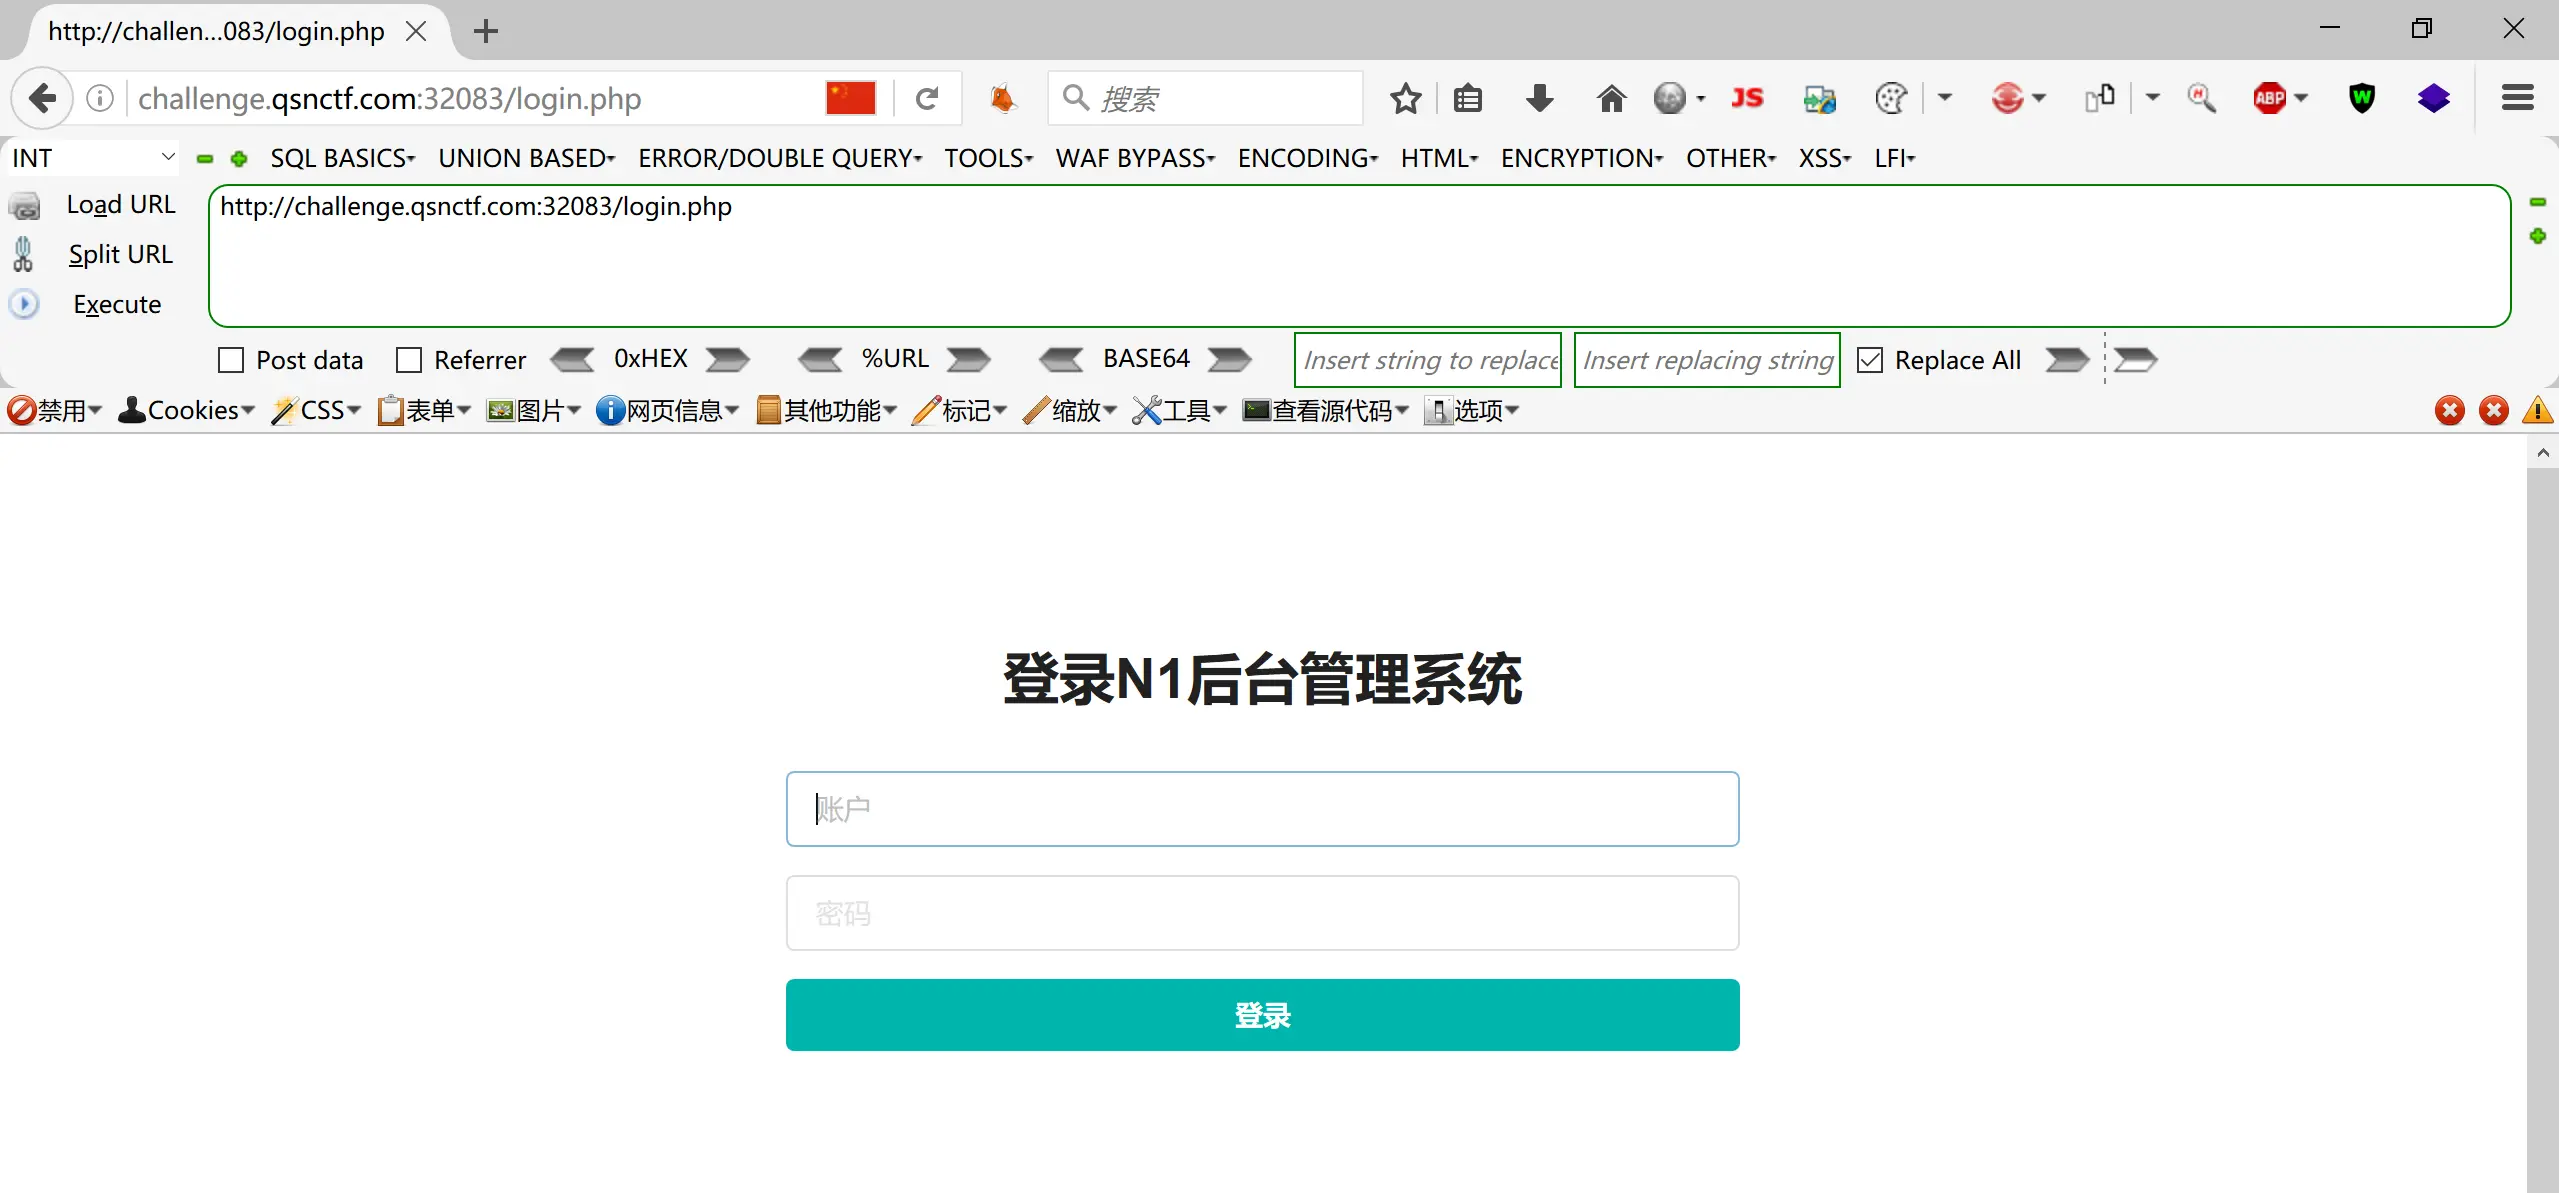 http://challen...083/login.php
challenge.qsnctf.com:32083/login.php
搜索
JS
ABP
W
INT
SQL BASICS
UNION BASED
ERROR/DOUBLE QUERY
TOOLS
WAF BYPASS
ENCODING
HTML
ENCRYPTION
OTHER
XSS
LFI
Load URL
http://challenge.qsnctf.com:32083/login.php
Split URL
Execute
Post data
Referrer
0xHEX
%URL
BASE64
Insert string to replace
Insert replacing string
Replace All
禁用
Cookies
CSS
表单
图片
网页信息
其他功能
标记
缩放
工具
查看源代码
选项
登录N1后台管理系统
账户
密码
登录